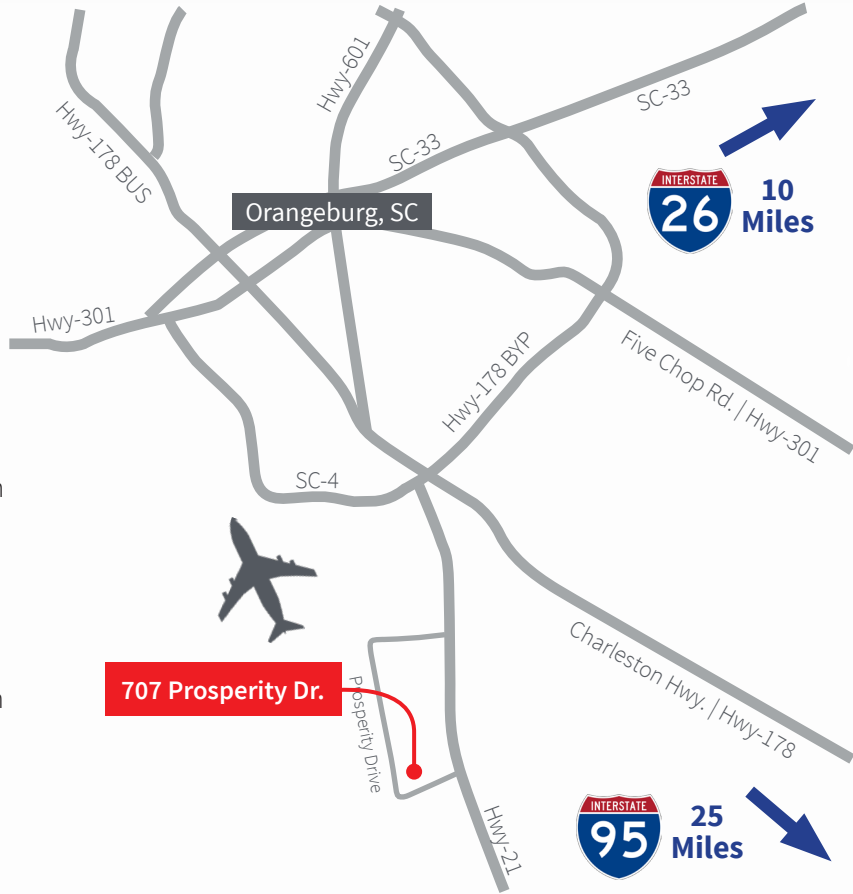 Hwy-601
SC-33
Hwy-178 BUS
SC-33
INTERSTATE
26
10
Miles
Orangeburg, SC
Hwy-301
Hwy-178 BYP
Five Chop Rd. | Hwy-301
SC-4
707 Prosperity Dr.
Prosperity Drive
Charleston Hwy. | Hwy-178
INTERSTATE
95
25
Miles
Hwy-21